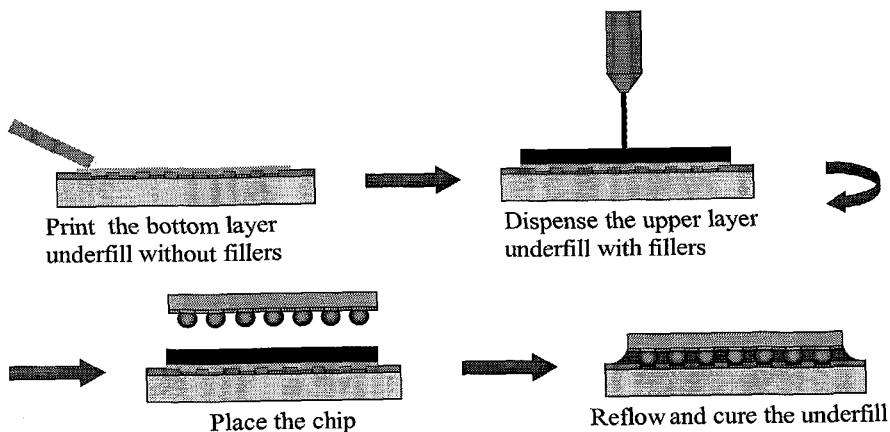 Print the bottom layer
underfill without fillers
Dispense the upper layer
underfill with fillers
Place the chip
Reflow and cure the underfill